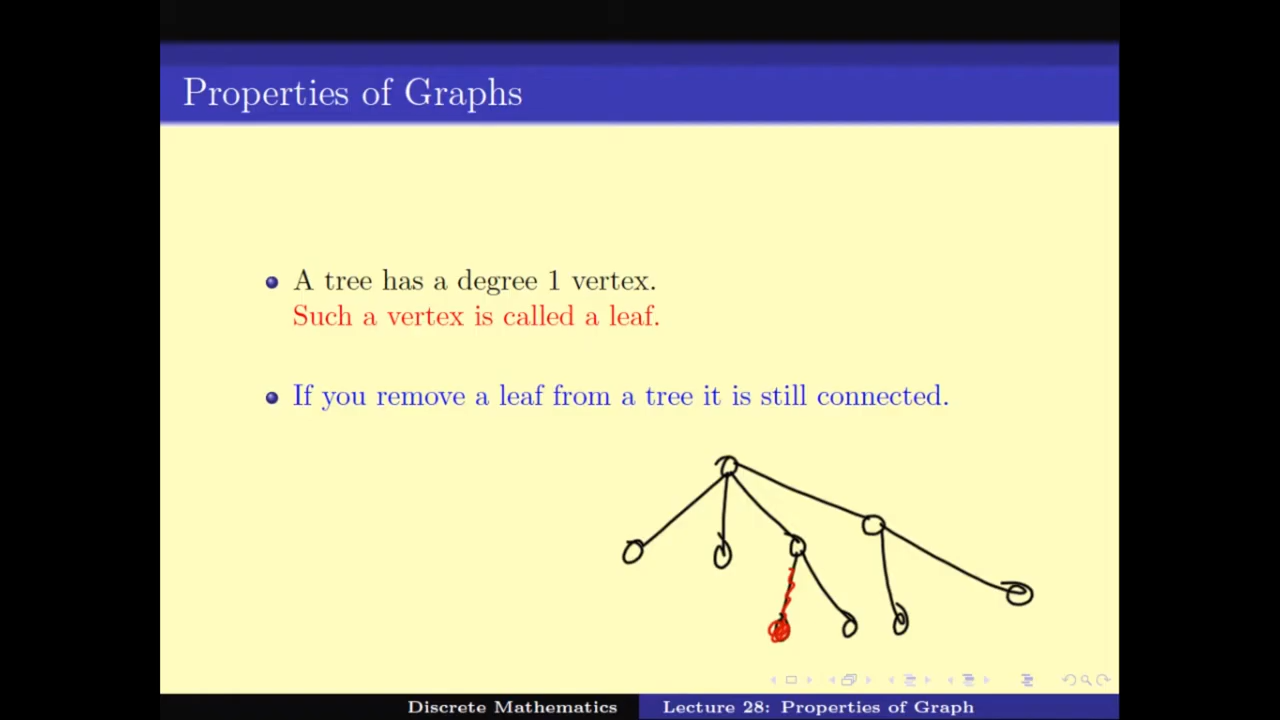 Properties of Graphs
A tree has a degree 1 vertex.
Such a vertex is called a leaf.
If you remove a leaf from a tree it is still connected.
Discrete Mathematics
Lecture 28: Properties of Graph